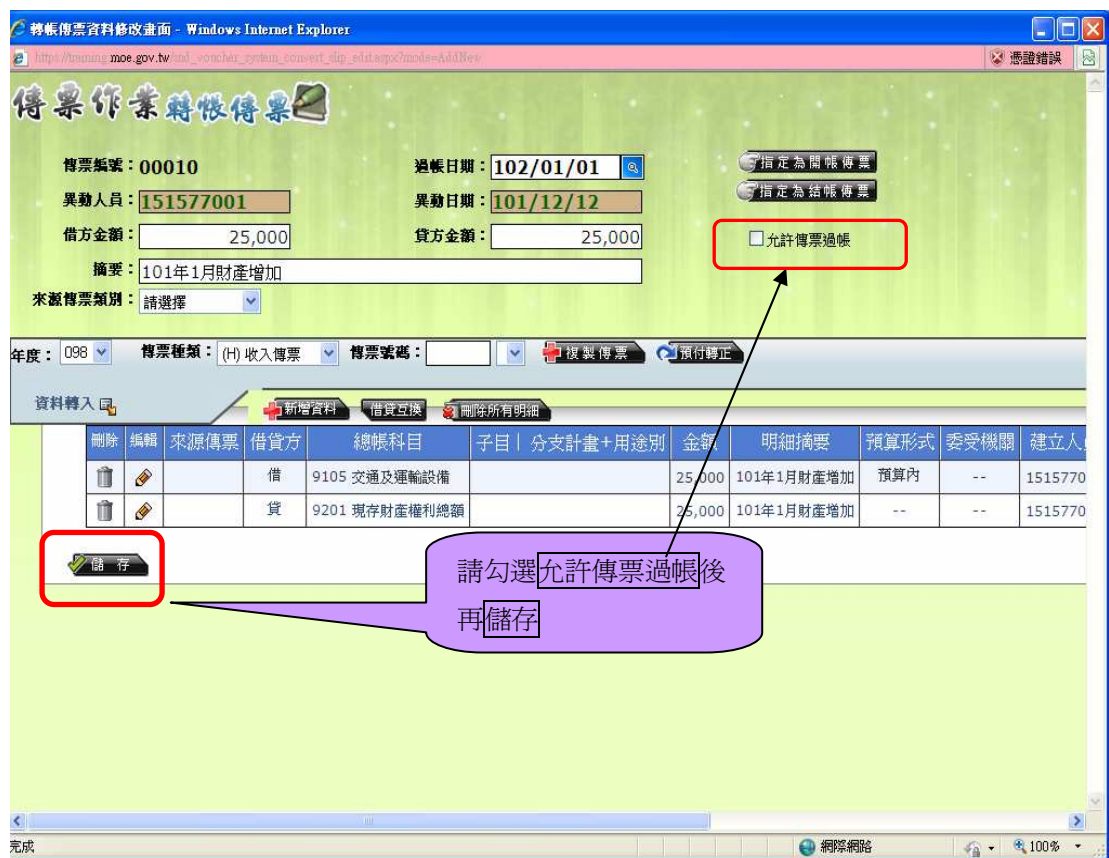 轉帳傳票資料修改畫面 - Windows Internet Explorer
moe.gov.tw
憑證錯誤
傳票作業轉帳傳票
傳票編號：00010
過帳日期：102/01/01
指定為開帳傳票
異動人員：151577001
異動日期：101/12/12
指定為結帳傳票
借方金額：25,000
貸方金額：25,000
允許傳票過帳
摘要：101年1月財產增加
來源傳票類別：請選擇
年度：098 傳票種類：(H) 收入傳票 傳票號碼： 複製傳票 預付轉正
資料轉入 新增資料 借貸互換 刪除所有明細
刪除 編輯 來源傳票 借貸方 總帳科目 子目| 分支計畫+用途別 金額 明細摘要 預算形式 委受機關 建立人
借 9105 交通及運輸設備 25,000 101年1月財產增加 預算內 -- 1515770
貸 9201 現存財產權利總額 25,000 101年1月財產增加 -- -- 1515770
儲 存
請勾選允許傳票過帳後
再儲存
完成 網際網路 100%